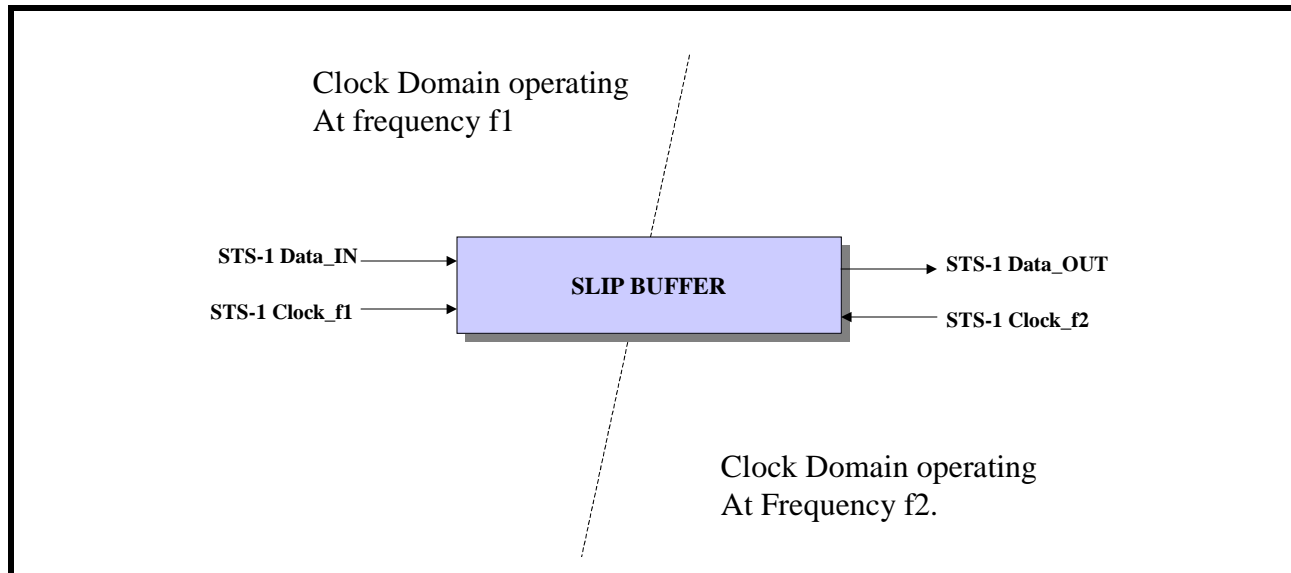 Clock Domain operating
At frequency f1
STS-1 Data_IN
STS-1 Clock_f1
SLIP BUFFER
STS-1 Data_OUT
STS-1 Clock_f2
Clock Domain operating
At Frequency f2.